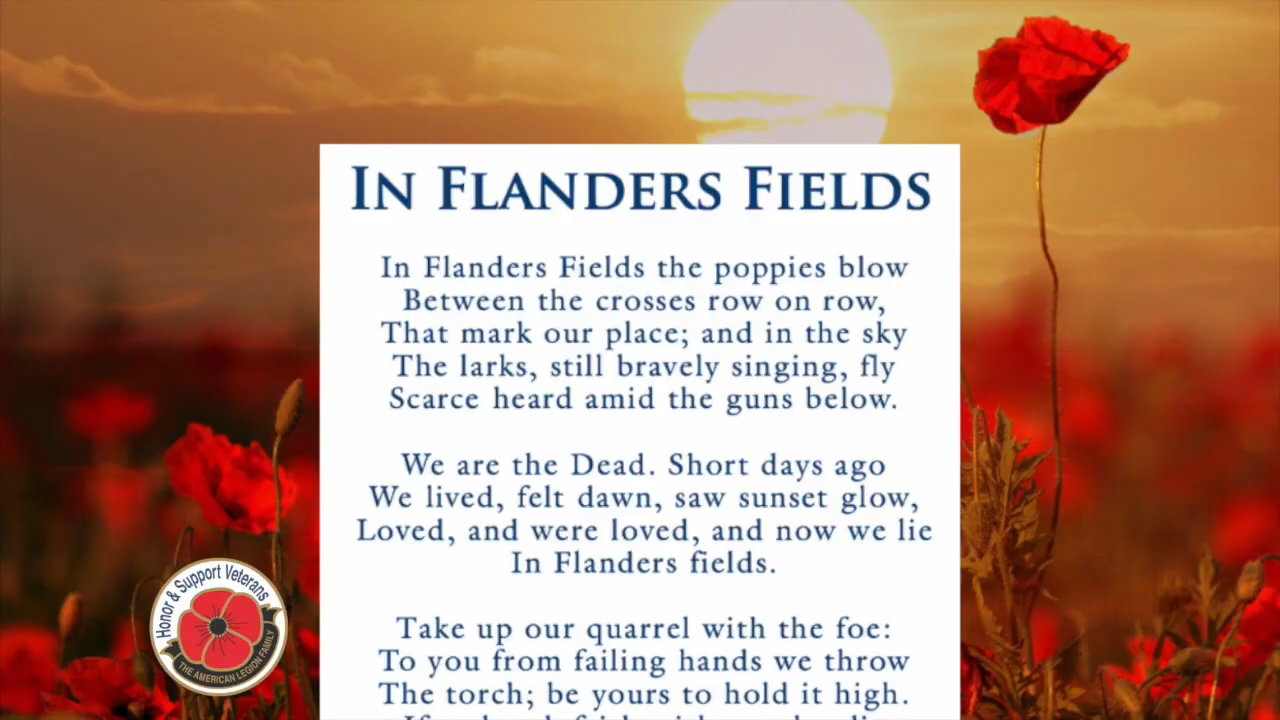 In Flanders Fields
In Flanders Fields the poppies blow
Between the crosses row on row,
That mark our place; and in the sky
The larks, still bravely singing, fly
Scarce heard amid the guns below.
We are the Dead. Short days ago
We lived, felt dawn, saw sunset glow,
Loved, and were loved, and now we lie
In Flanders fields.
Take up our quarrel with the foe:
To you from failing hands we throw
The torch; be yours to hold it high.
Honor & Support Veterans
THE AMERICAN LEGION FAMILY